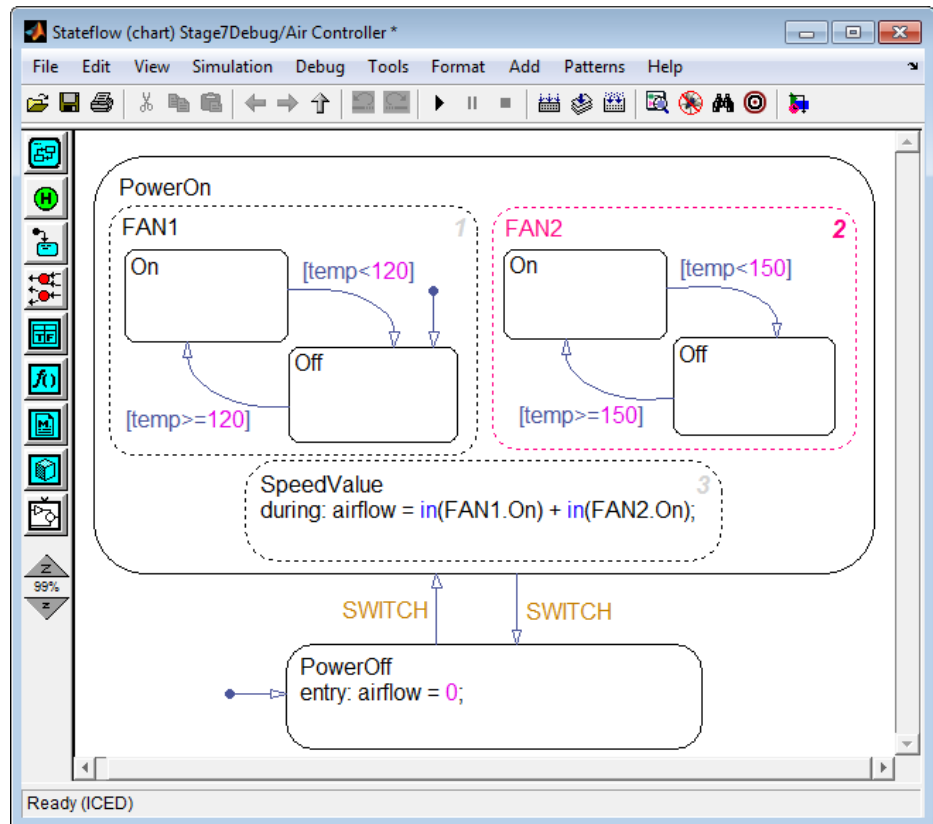 Stateflow (chart) Stage7Debug/Air Controller *
File Edit View Simulation Debug Tools Format Add Patterns Help
PowerOn
FAN1 1
On
[temp<120]
Off
[temp>=120]
FAN2 2
On
[temp<150]
Off
[temp>=150]
SpeedValue 3
during: airflow = in(FAN1.On) + in(FAN2.On);
SWITCH SWITCH
PowerOff
entry: airflow = 0;
H
TF
f()
M
Z
99%
z
Ready (ICED)